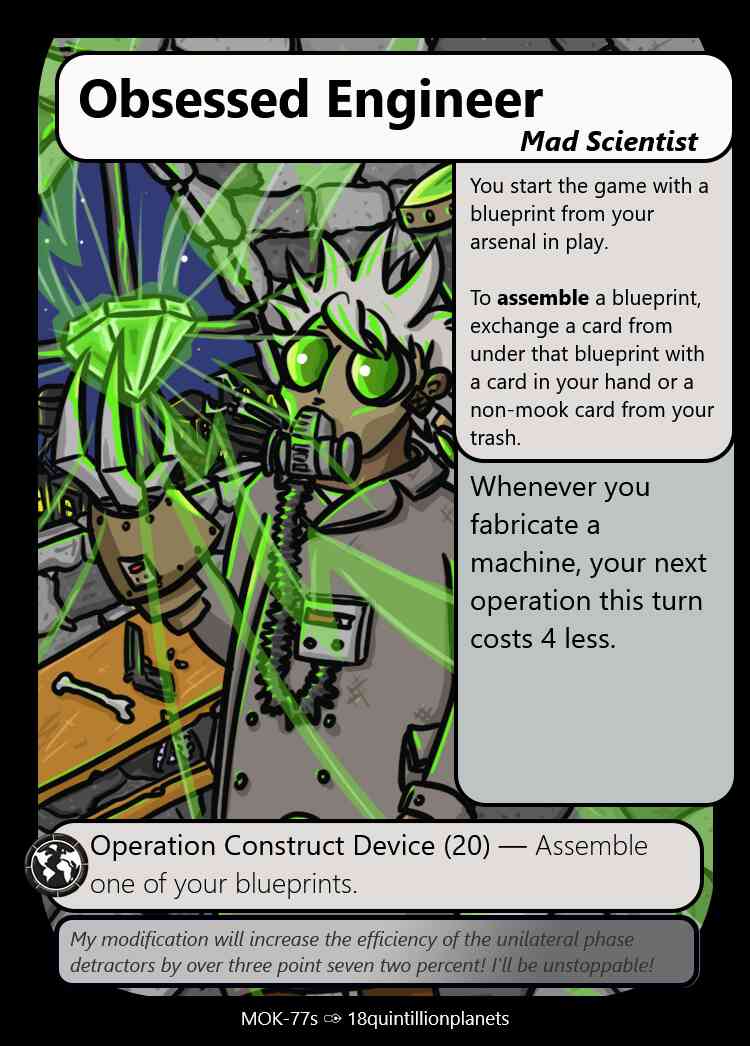 Obsessed Engineer
Mad Scientist
You start the game with a
blueprint from your
arsenal in play.
To assemble a blueprint,
exchange a card from
under that blueprint with
a card in your hand or a
non-mook card from your
trash.
Whenever you
fabricate a
machine, your next
operation this turn
costs 4 less.
Operation Construct Device (20) — Assemble
one of your blueprints.
My modification will increase the efficiency of the unilateral phase
detractors by over three point seven two percent! I'll be unstoppable!
MOK-77s 18quintillionplanets